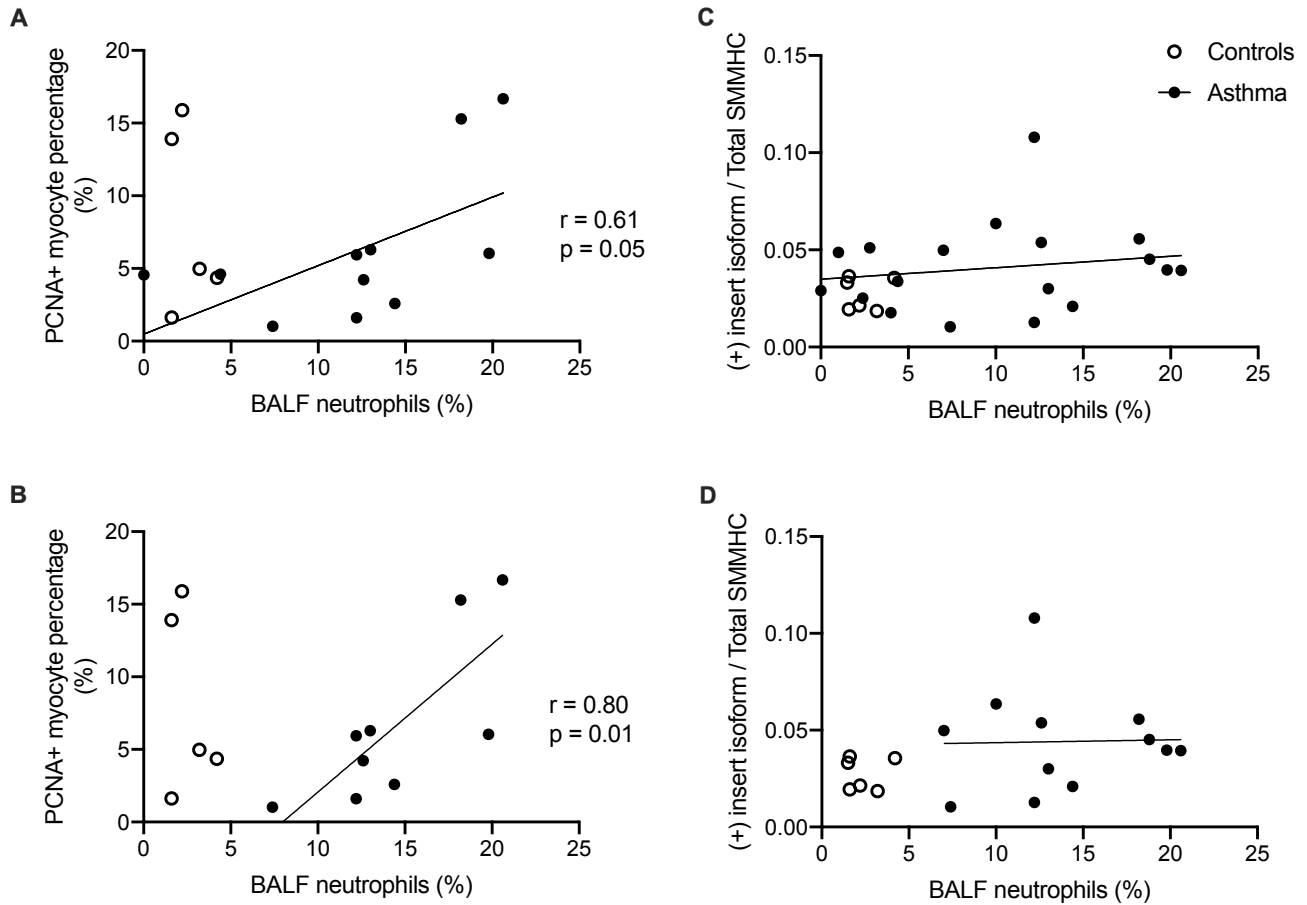 A
PCNA+ myocyte percentage
(%)
20
15
10
5
0
0 5 10 15 20 25
BALF neutrophils (%)
r = 0.61
p = 0.05
C
(+) insert isoform / Total SMMHC
0.15
0.10
0.05
0.00
0 5 10 15 20 25
BALF neutrophils (%)
Controls
Asthma
B
PCNA+ myocyte percentage
(%)
20
15
10
5
0
0 5 10 15 20 25
BALF neutrophils (%)
r = 0.80
p = 0.01
D
(+) insert isoform / Total SMMHC
0.15
0.10
0.05
0.00
0 5 10 15 20 25
BALF neutrophils (%)